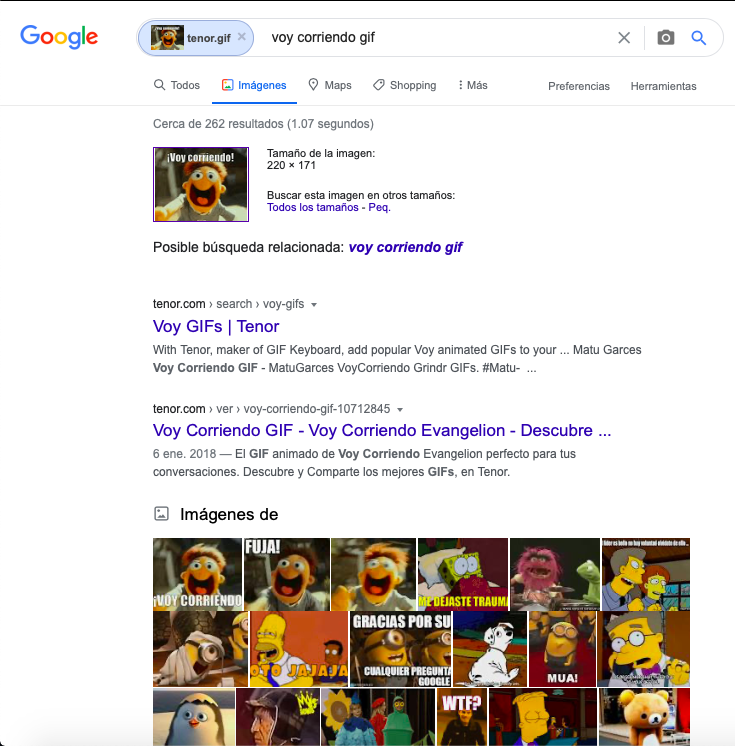 Google
tenor.gif
voy corriendo gif
Todos
Imágenes
Maps
Shopping
Más
Preferencias
Herramientas
Cerca de 262 resultados (1.07 segundos)
¡Voy corriendo!
Tamaño de la imagen:
220 × 171
Buscar esta imagen en otros tamaños:
Todos los tamaños - Peq.
Posible búsqueda relacionada: voy corriendo gif
tenor.com › search › voy-gifs
Voy GIFs | Tenor
With Tenor, maker of GIF Keyboard, add popular Voy animated GIFs to your ... Matu Garces
Voy Corriendo GIF - MatuGarces VoyCorriendo Grindr GIFs. #Matu- ...
tenor.com › ver › voy-corriendo-gif-10712845
Voy Corriendo GIF - Voy Corriendo Evangelion - Descubre ...
6 ene. 2018 — El GIF animado de Voy Corriendo Evangelion perfecto para tus
conversaciones. Descubre y Comparte los mejores GIFs, en Tenor.
Imágenes de
¡VOY CORRIENDO
FUJA!
ME DEJASTE TRAUMA
OTO JAJAJA
GRACIAS POR SU
CUALQUIER PREGUNTA
GOOGLE
MUA!
WTF?